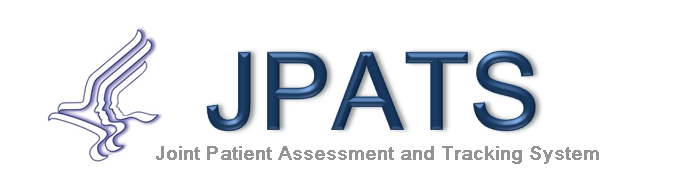 JPATS
Joint Patient Assessment and Tracking System